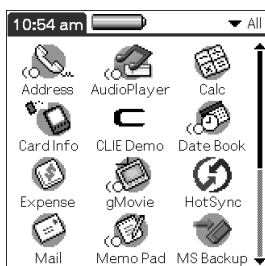 10:54 am All
Address AudioPlayer Calc
Card Info CLIE Demo Date Book
Expense gMovie HotSync
Mail Memo Pad MS Backup